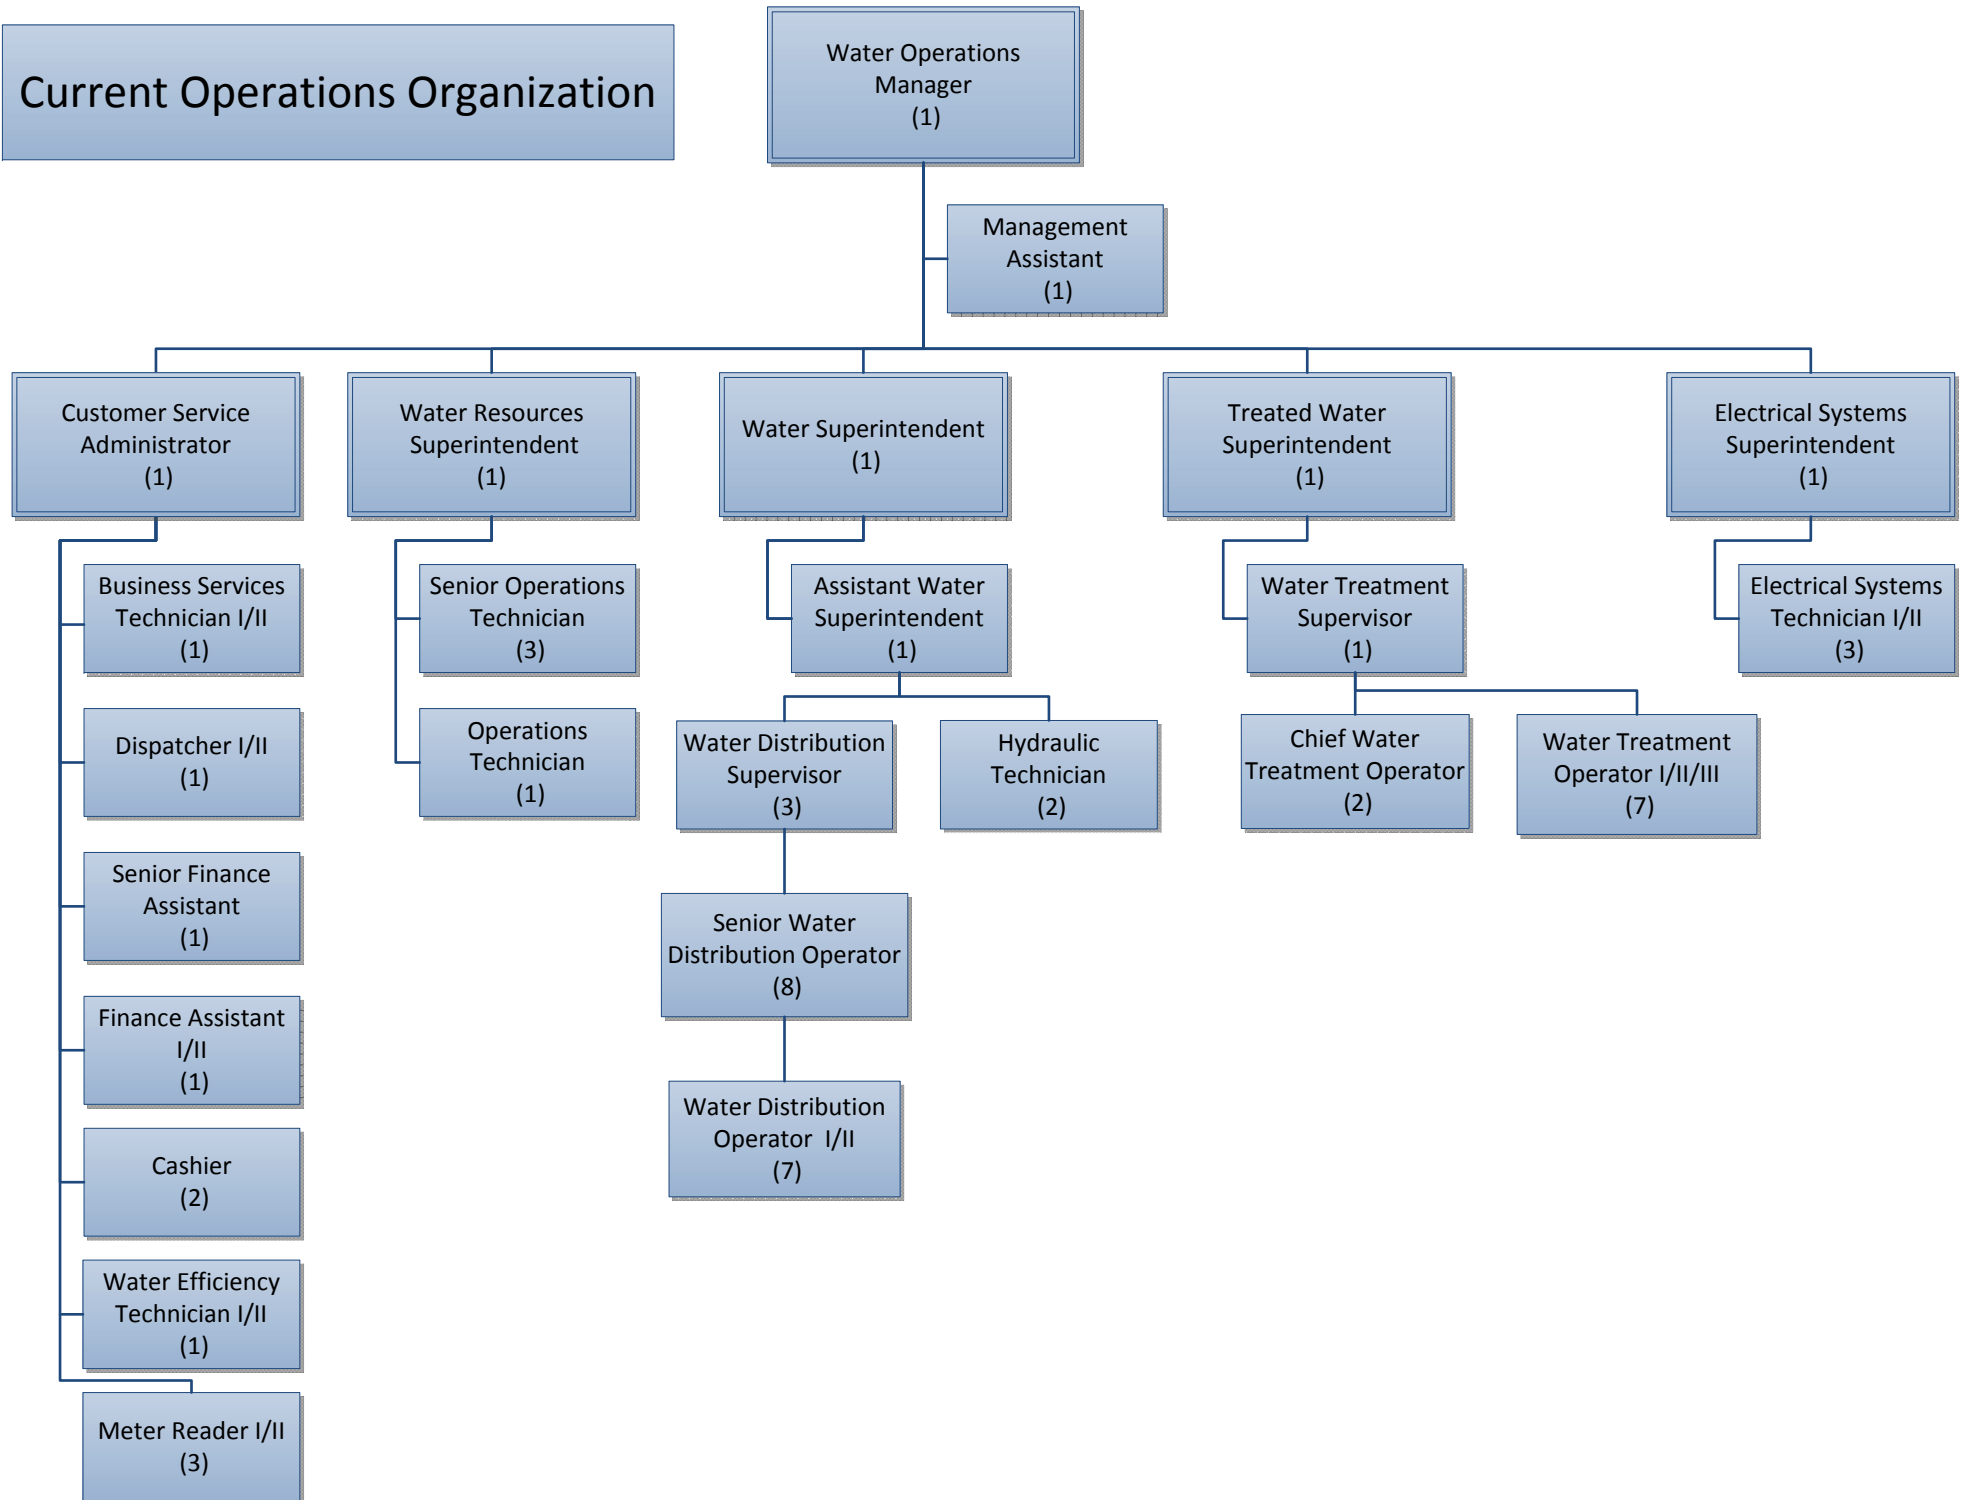 Current Operations Organization
Water Operations
Manager
(1)
Management
Assistant
(1)
Customer Service
Administrator
(1)
Water Resources
Superintendent
(1)
Water Superintendent
(1)
Treated Water
Superintendent
(1)
Electrical Systems
Superintendent
(1)
Business Services
Technician I/II
(1)
Dispatcher I/II
(1)
Senior Finance
Assistant
(1)
Finance Assistant
I/II
(1)
Cashier
(2)
Water Efficiency
Technician I/II
(1)
Meter Reader I/II
(3)
Senior Operations
Technician
(3)
Operations
Technician
(1)
Assistant Water
Superintendent
(1)
Water Distribution
Supervisor
(3)
Hydraulic
Technician
(2)
Senior Water
Distribution Operator
(8)
Water Distribution
Operator  I/II
(7)
Water Treatment
Supervisor
(1)
Chief Water
Treatment Operator
(2)
Water Treatment
Operator I/II/III
(7)
Electrical Systems
Technician I/II
(3)